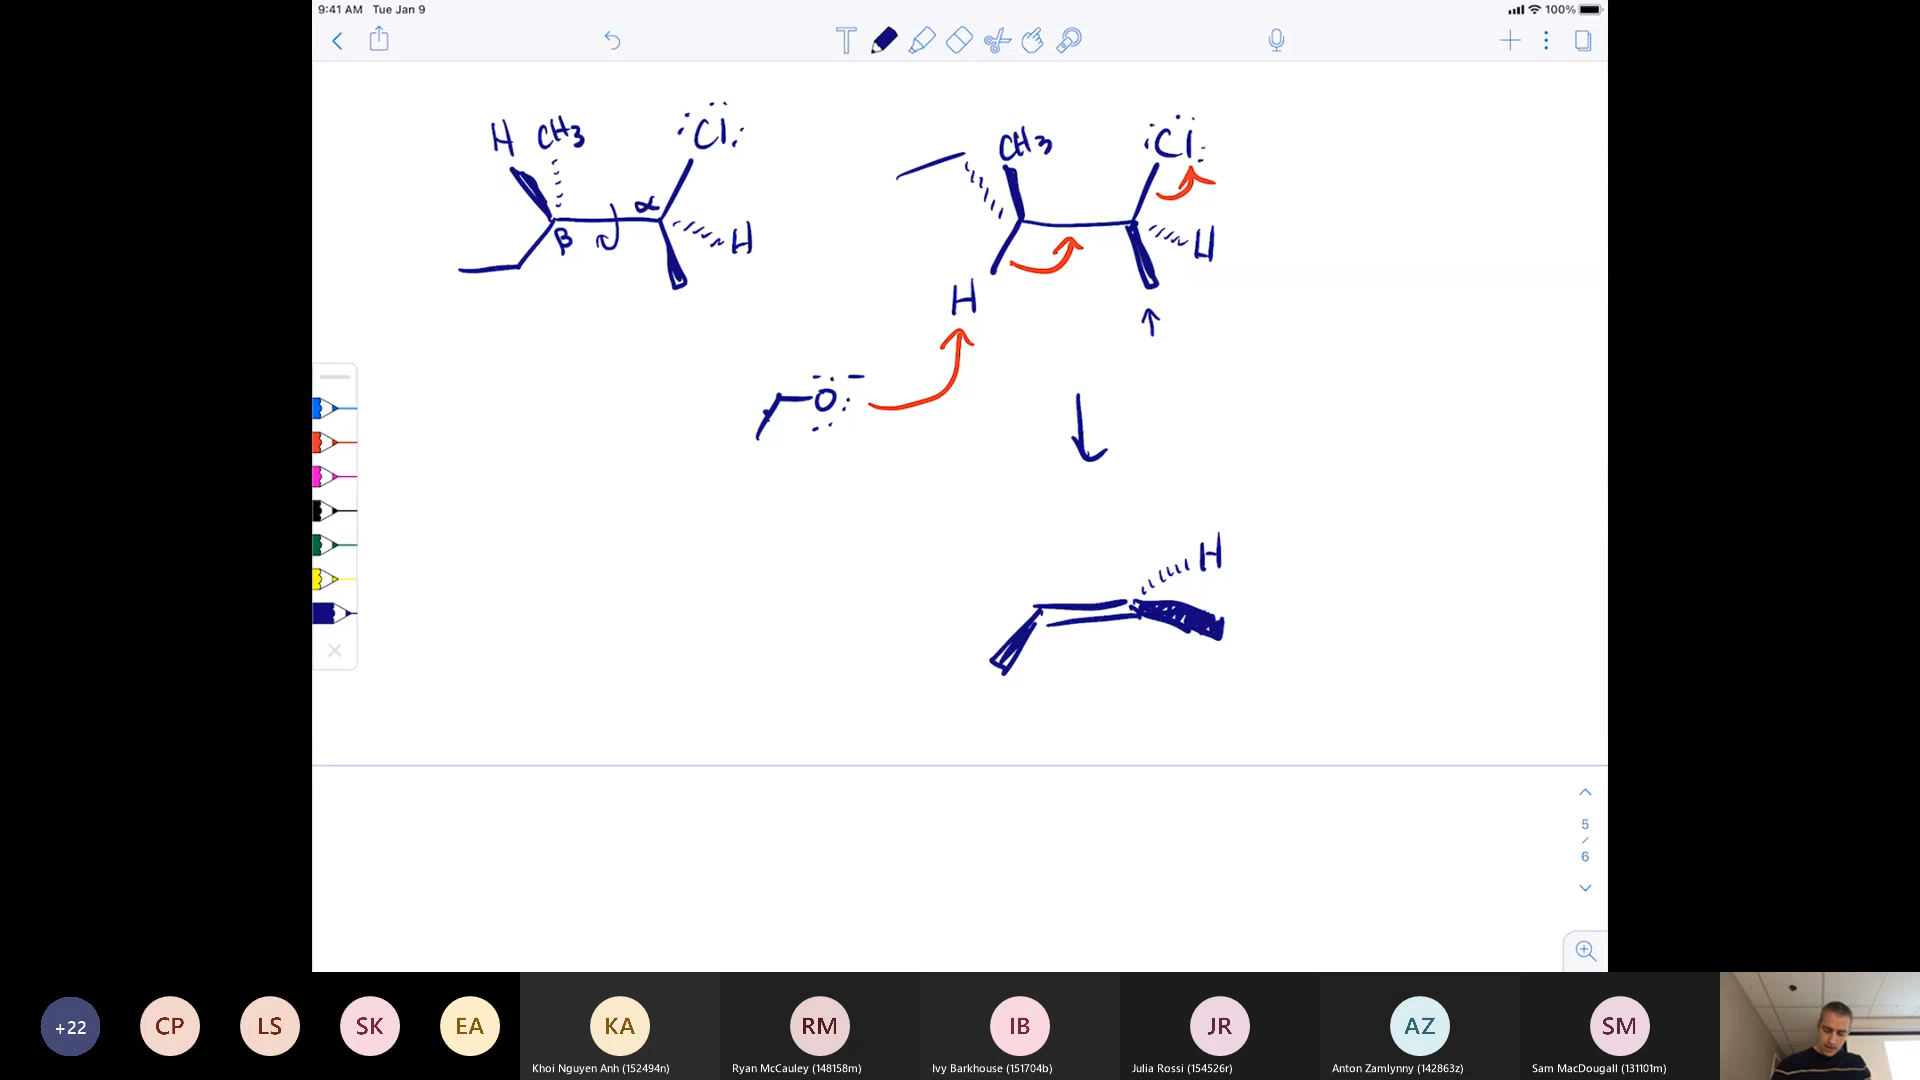 9:41 AM Tue Jan 9
100%
T
H CH3 :Cl:
α
β
H
CH3 :Cl:
H
H
O
H
5
/
6
+22
CP
LS
SK
EA
KA
RM
IB
JR
AZ
SM
Khoi Nguyen Anh (152494n)
Ryan McCauley (148158m)
Ivy Barkhouse (151704b)
Julia Rossi (154526r)
Anton Zamlynny (142863z)
Sam MacDougall (131101m)